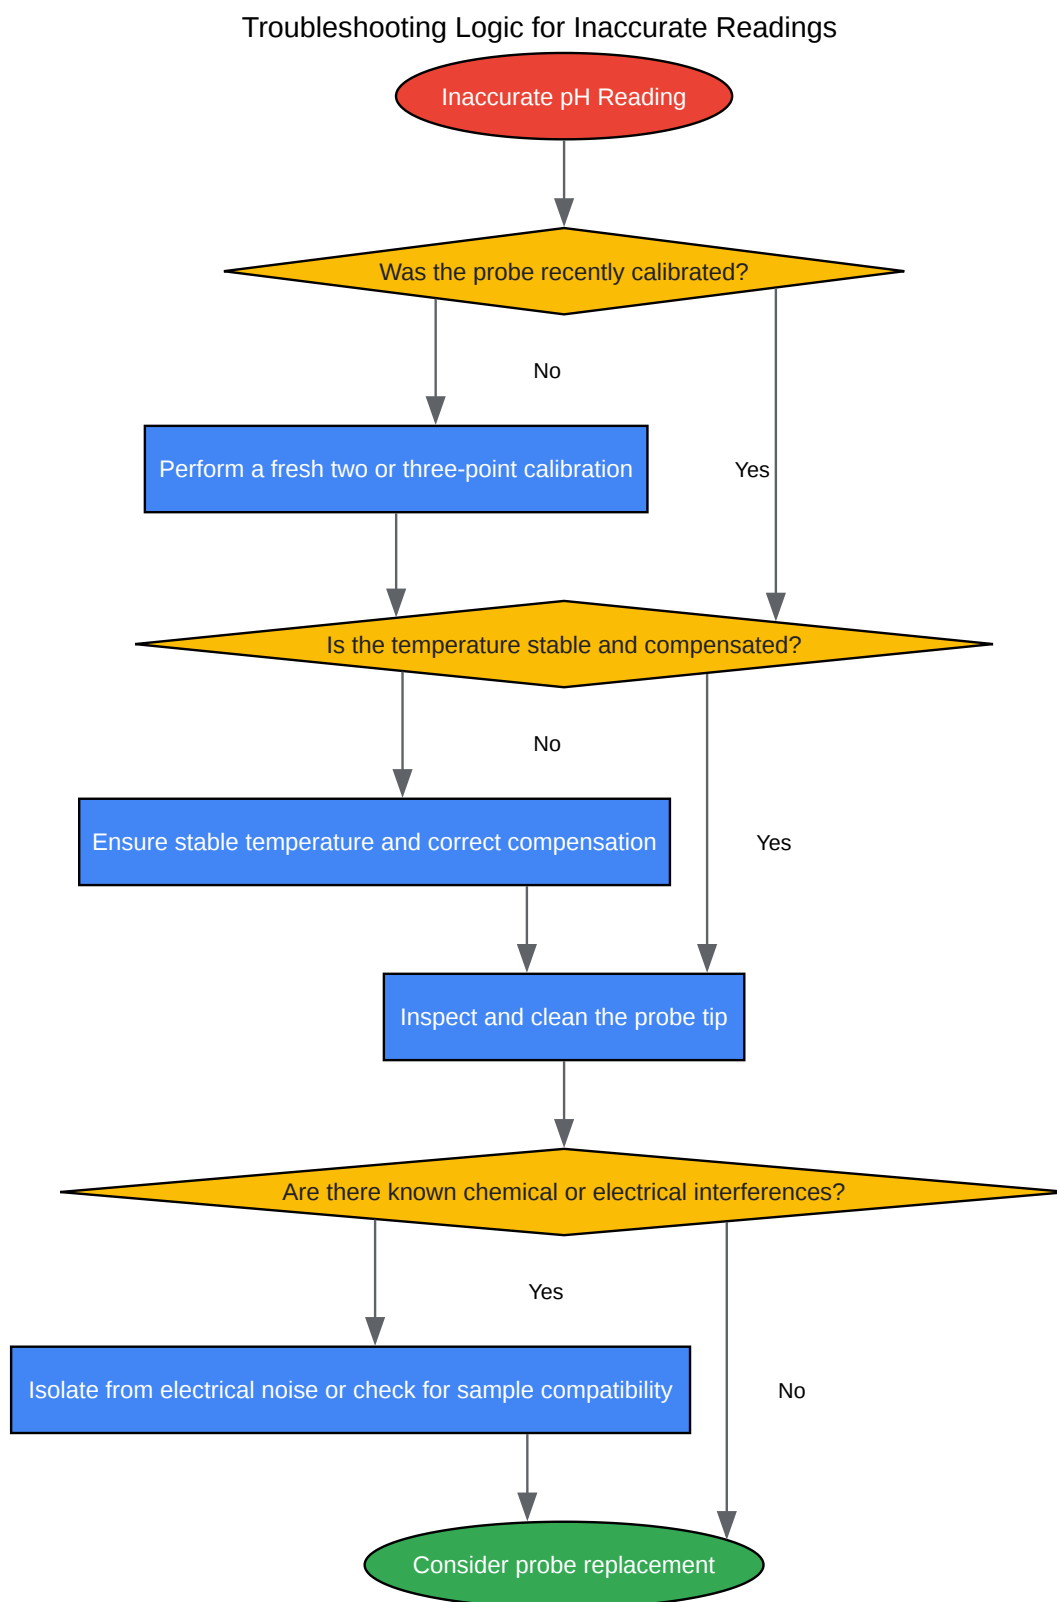 Troubleshooting Logic for Inaccurate Readings
Inaccurate pH Reading
Was the probe recently calibrated?
No
Perform a fresh two or three-point calibration
Yes
Is the temperature stable and compensated?
No
Ensure stable temperature and correct compensation
Yes
Inspect and clean the probe tip
Are there known chemical or electrical interferences?
Yes
Isolate from electrical noise or check for sample compatibility
No
Consider probe replacement